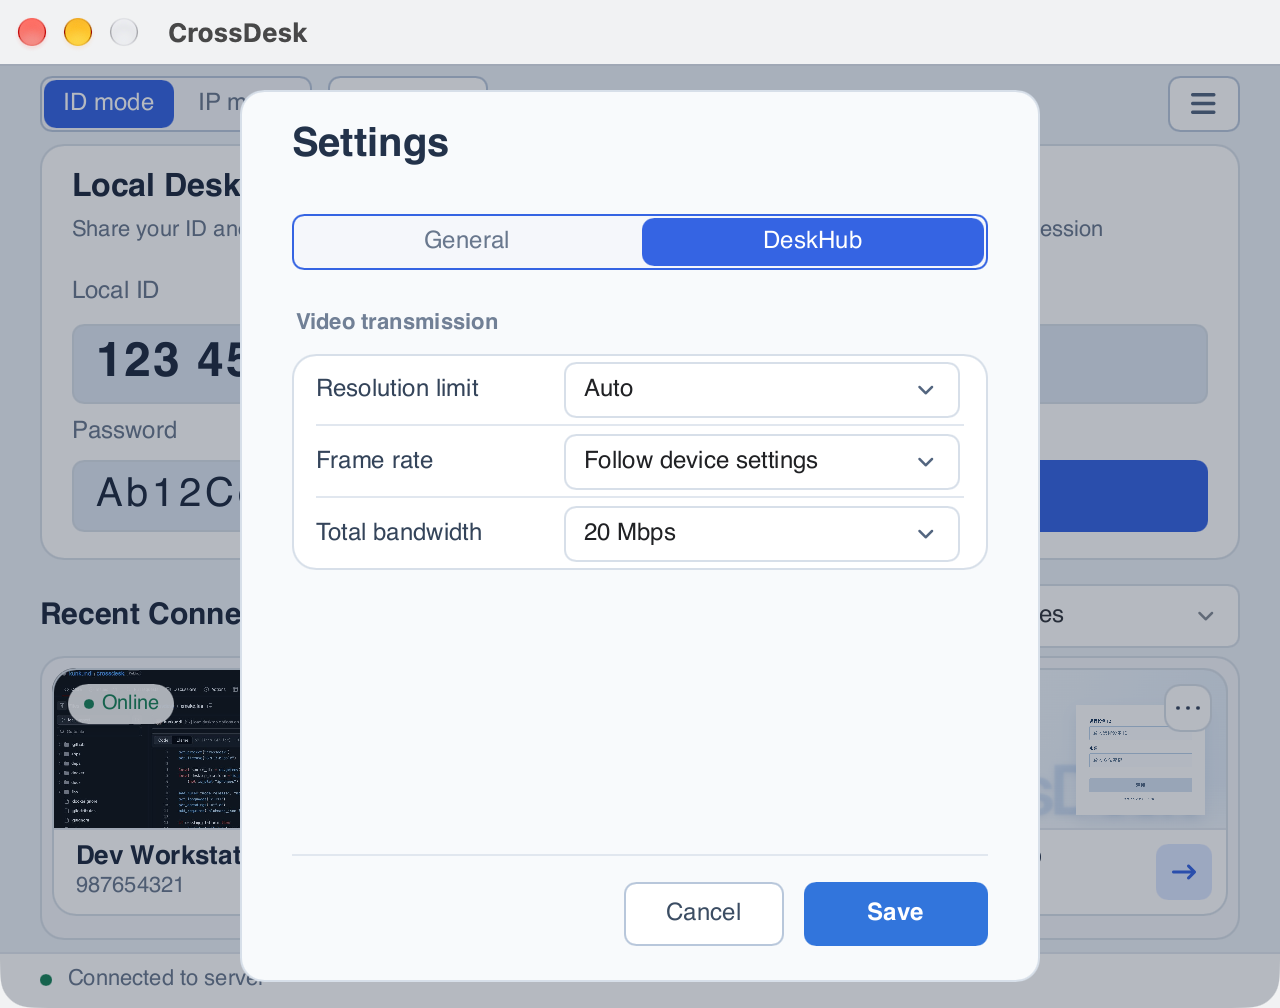 CrossDesk
ID mode
IP m
Settings
General
DeskHub
Local Desk
Share your ID an
ession
Local ID
Video transmission
123 45
Resolution limit
Auto
Password
Frame rate
Follow device settings
Ab12C
Total bandwidth
20 Mbps
Recent Conne
es
Online
Code
Dev Workstat
987654321
Cancel
Save
Connected to server